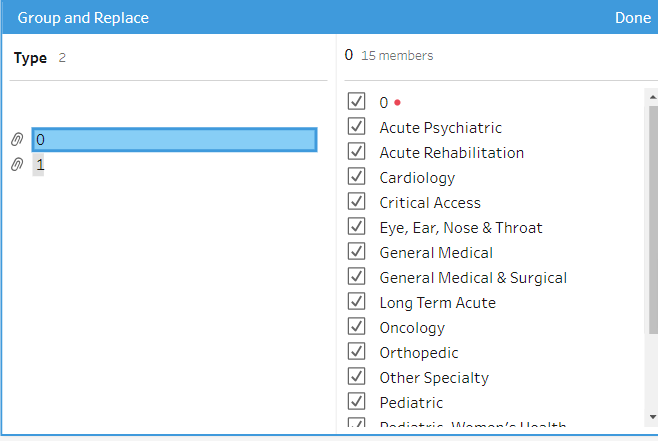 Group and Replace Done
Type 2
0 15 members
0
1
0
Acute Psychiatric
Acute Rehabilitation
Cardiology
Critical Access
Eye, Ear, Nose & Throat
General Medical
General Medical & Surgical
Long Term Acute
Oncology
Orthopedic
Other Specialty
Pediatric
Pediatric, Women's Health